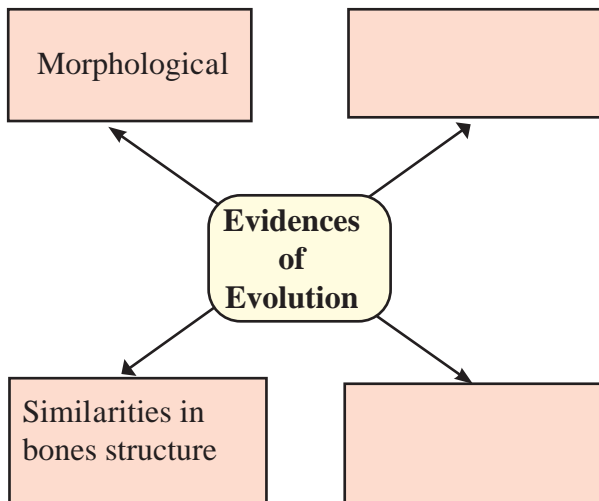 Morphological
Evidences
of
Evolution
Similarities in
bones structure